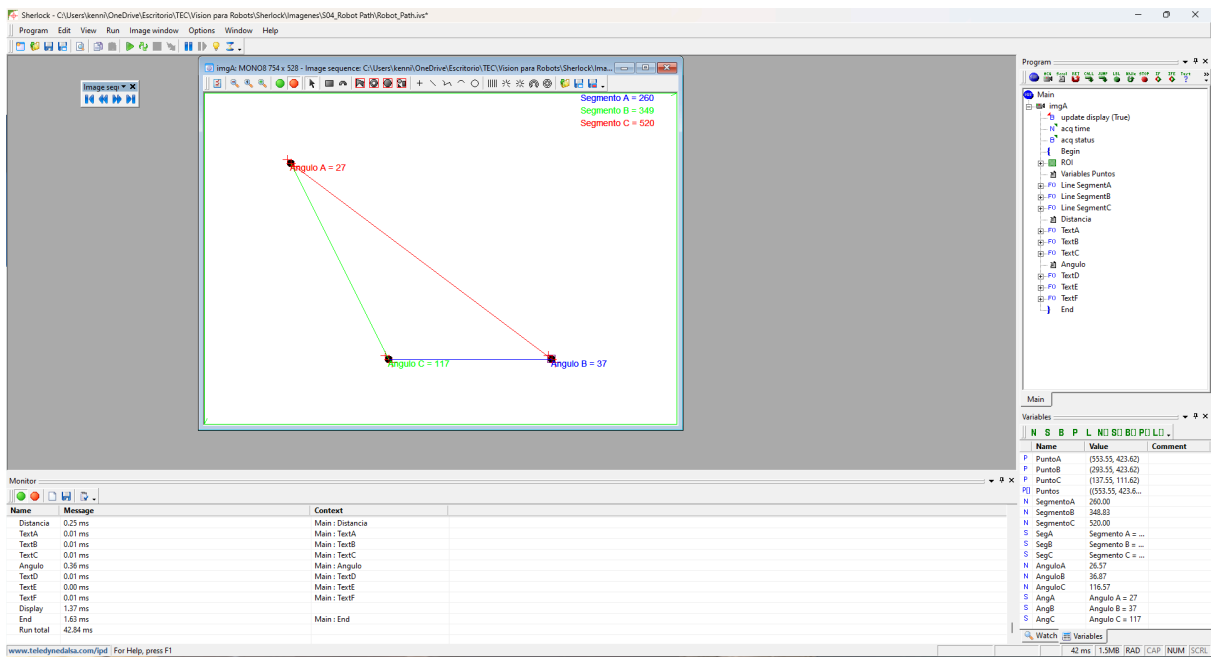 Sherlock - C:\Users\kenni\OneDrive\Escritorio\TEC\Vision para Robots\Sherlock\Imagenes\S04_Robot Path\Robot_Path.ivs*
Program Edit View Run Image window Options Window Help
Image seq
imgA: MONO8 754 x 528 - Image sequence: C:\Users\kenni\OneDrive\Escritorio\TEC\Vision para Robots\Sherlock\Ima...
Segmento A = 260
Segmento B = 349
Segmento C = 520
Angulo A = 27
Angulo C = 117
Angulo B = 37
Program
Main
imgA
update display (True)
N acq time
B acq status
Begin
ROI
Variables Puntos
F() Line SegmentA
F() Line SegmentB
F() Line SegmentC
Distancia
F() TextA
F() TextB
F() TextC
Angulo
F() TextD
F() TextE
F() TextF
End
Main
Variables
N S B P L N[] S[] B[] P[] L[]
Name Value Comment
P PuntoA (553.55, 423.62)
P PuntoB (293.55, 423.62)
P PuntoC (137.55, 111.62)
P[] Puntos ((553.55, 423.6...
N SegmentoA 260.00
N SegmentoB 348.83
N SegmentoC 520.00
S SegA Segmento A = ...
S SegB Segmento B = ...
S SegC Segmento C = ...
N AnguloA 26.57
N AnguloB 36.87
N AnguloC 116.57
S AngA Angulo A = 27
S AngB Angulo B = 37
S AngC Angulo C = 117
Watch Variables
Monitor
Name Message Context
Distancia 0.25 ms Main : Distancia
TextA 0.01 ms Main : TextA
TextB 0.01 ms Main : TextB
TextC 0.01 ms Main : TextC
Angulo 0.36 ms Main : Angulo
TextD 0.01 ms Main : TextD
TextE 0.00 ms Main : TextE
TextF 0.01 ms Main : TextF
Display 1.37 ms
End 1.63 ms Main : End
Run total 42.84 ms
www.teledynedalsa.com/ipd For Help, press F1
42 ms 1.5MB RAD CAP NUM SCRL